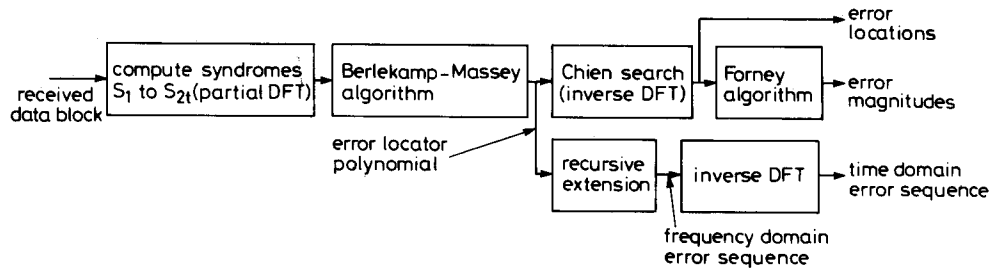 received
data block
compute syndromes
S1 to S2t(partial DFT)
Berlekamp-Massey
algorithm
error locator
polynomial
Chien search
(inverse DFT)
error
locations
Forney
algorithm
error
magnitudes
recursive
extension
frequency domain
error sequence
inverse DFT
time domain
error sequence